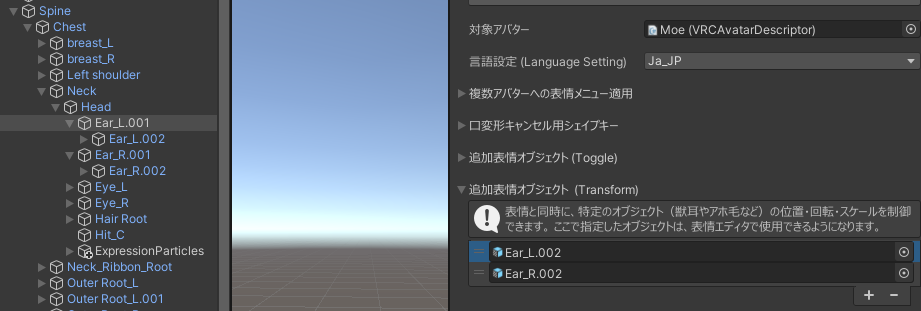 Spine
Chest
breast_L
breast_R
Left shoulder
Neck
Head
Ear_L.001
Ear_L.002
Ear_R.001
Ear_R.002
Eye_L
Eye_R
Hair Root
Hit_C
ExpressionParticles
Neck_Ribbon_Root
Outer Root_L
Outer Root_L.001
対象アバター
Moe (VRCAvatarDescriptor)
言語設定 (Language Setting)
Ja_JP
複数アバターへの表情メニュー適用
口変形キャンセル用シェイプキー
追加表情オブジェクト (Toggle)
追加表情オブジェクト (Transform)
表情と同時に、特定のオブジェクト（獣耳やアホ毛など）の位置・回転・スケールを制御
できます。ここで指定したオブジェクトは、表情エディタで使用できるようになります。
Ear_L.002
Ear_R.002